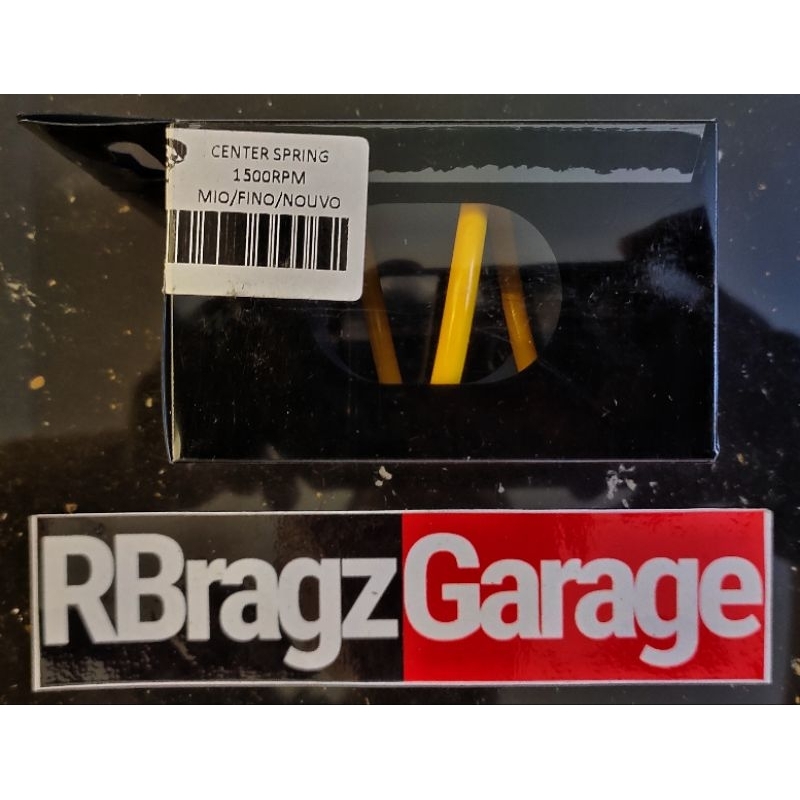 CENTER SPRING
1500RPM
MIO/FINO/NOUVO
RBragzGarage